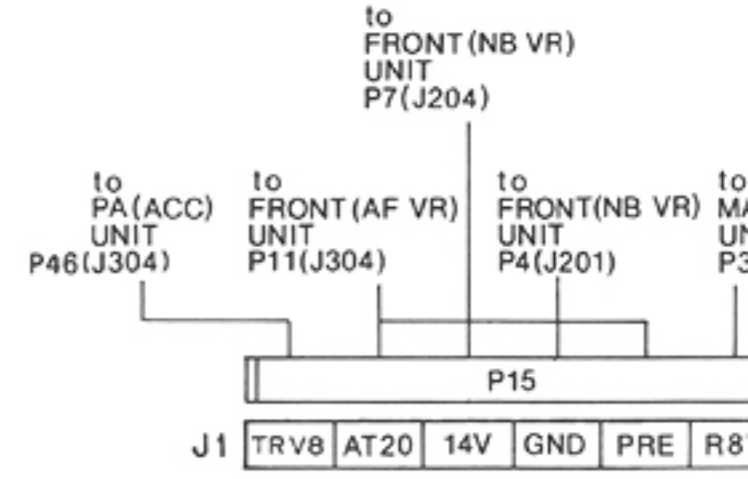 to
FRONT(NB VR)
UNIT
P7(J204)
to
PA(ACC)
UNIT
P46(J304)
to
FRONT(AF VR)
UNIT
P11(J304)
to
FRONT(NB VR)
UNIT
P4(J201)
to
P15
J1 TRV8 AT20 14V GND PRE